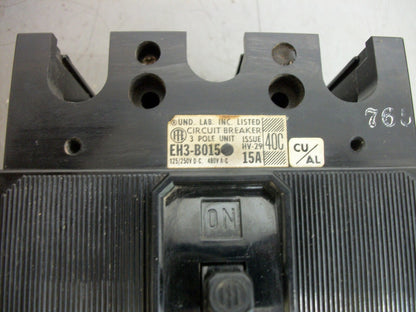 UND. LAB. INC. LISTED
CIRCUIT BREAKER
3 POLE UNIT
ISSUE
HV-29
40C
EH3-B015
15A
125/250V D-C. 480V A-C
CU/AL
765
ON